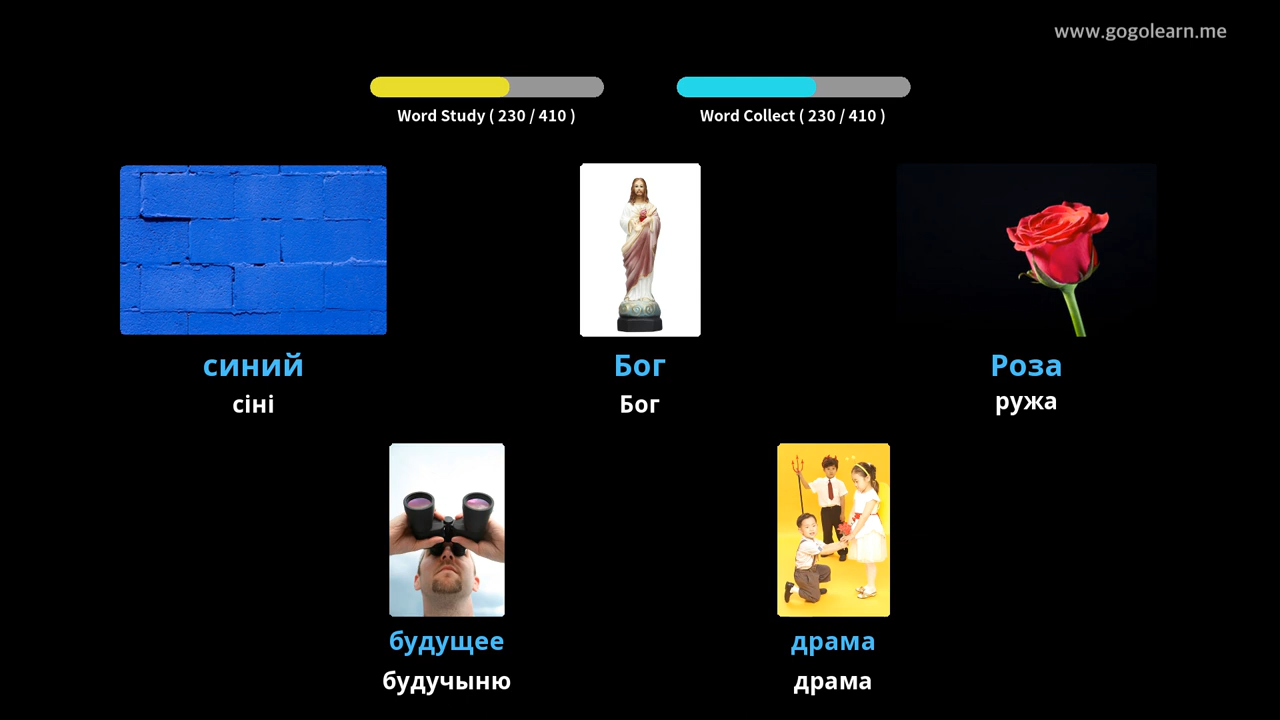 www.gogolearn.me
Word Study ( 230 / 410 )
Word Collect ( 230 / 410 )
синий
сіні
Бог
Бог
Роза
ружа
будущее
будучыню
драма
драма